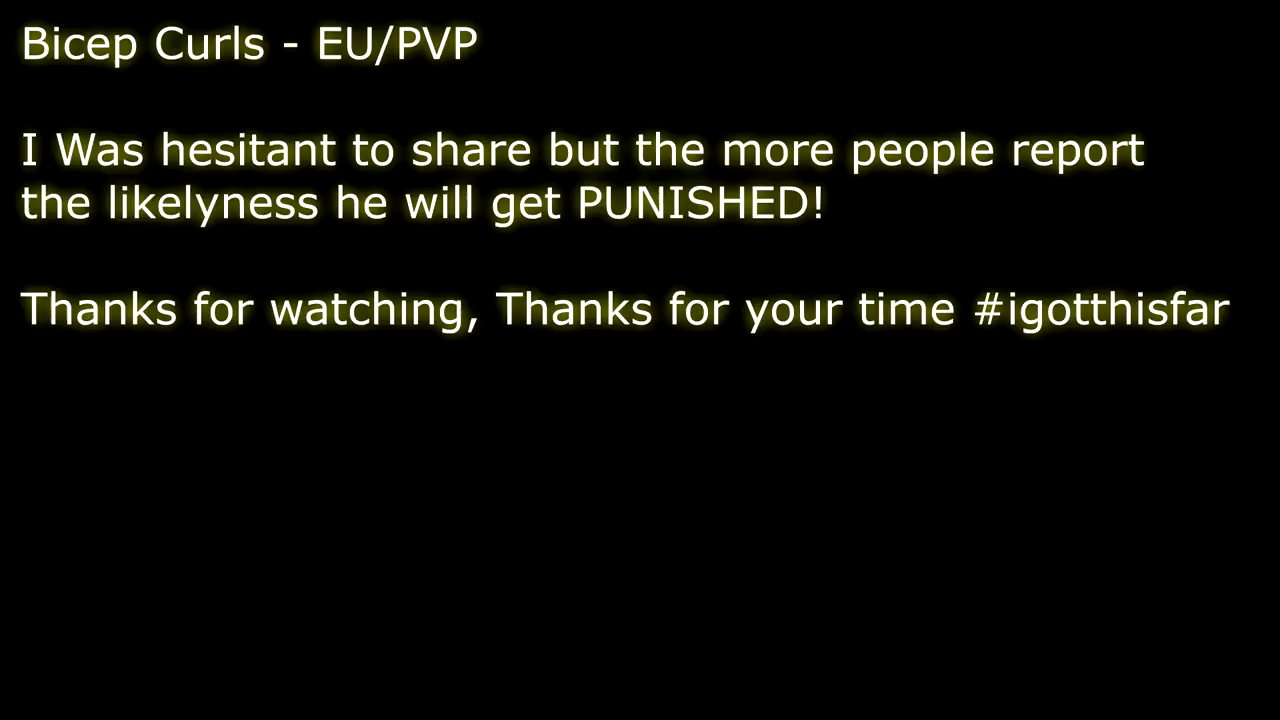 Bicep Curls - EU/PVP
I Was hesitant to share but the more people report
the likelyness he will get PUNISHED!
Thanks for watching, Thanks for your time #igotthisfar